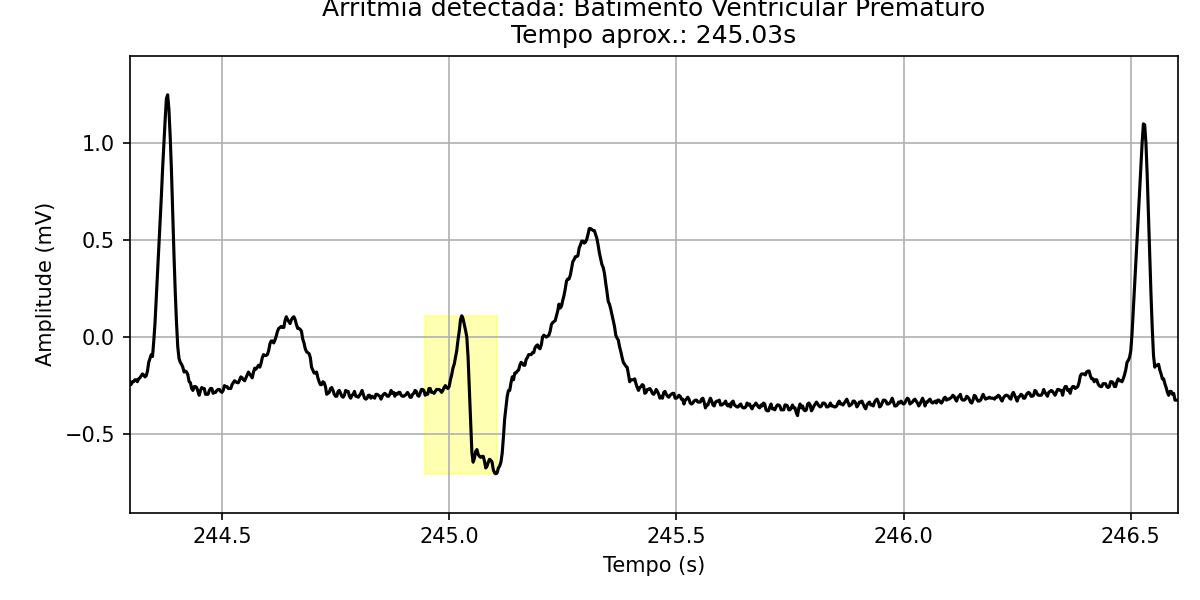 Arritmia detectada: Batimento Ventricular Prematuro
Tempo aprox.: 245.03s
1.0
0.5
0.0
−0.5
Amplitude (mV)
244.5 245.0 245.5 246.0 246.5
Tempo (s)